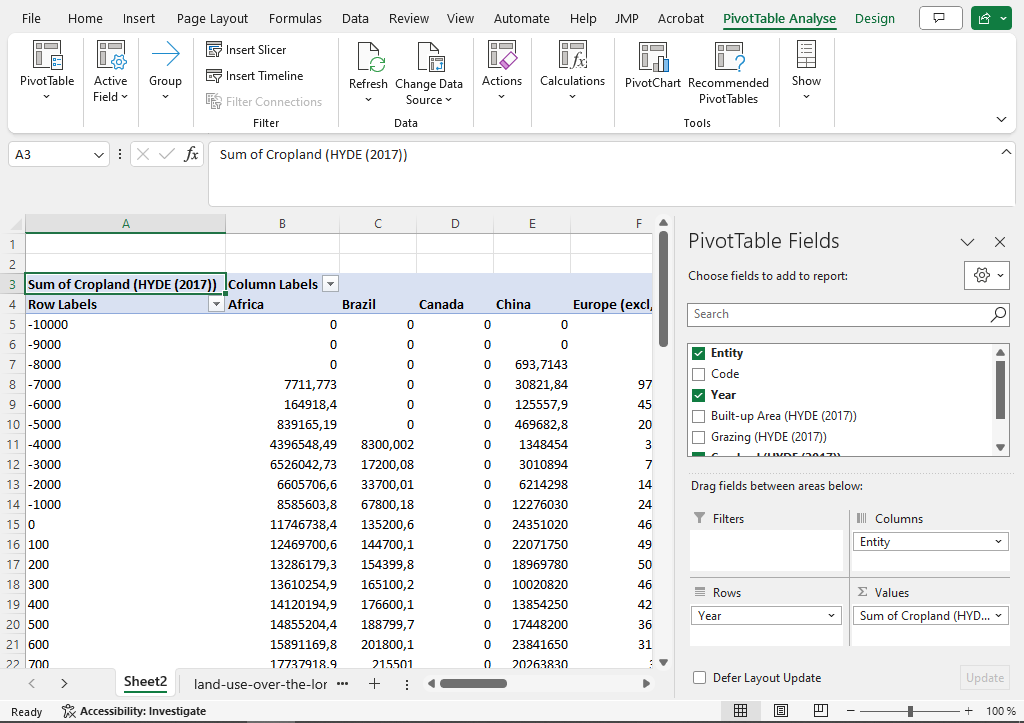 File Home Insert Page Layout Formulas Data Review View Automate Help JMP Acrobat PivotTable Analyse Design
PivotTable
Active
Field
Group
Insert Slicer
Insert Timeline
Filter Connections
Filter
Refresh
Change Data
Source
Data
Actions
Calculations
PivotChart
Recommended
PivotTables
Tools
Show
A3 fx Sum of Cropland (HYDE (2017))
A B C D E F
1
2
3 Sum of Cropland (HYDE (2017)) Column Labels
4 Row Labels Africa Brazil Canada China Europe (excl,
5 -10000 0 0 0 0
6 -9000 0 0 0 0
7 -8000 0 0 0 693,7143
8 -7000 7711,773 0 0 30821,84 97
9 -6000 164918,4 0 0 125557,9 45
10 -5000 839165,19 0 0 469682,8 20
11 -4000 4396548,49 8300,002 0 1348454 3
12 -3000 6526042,73 17200,08 0 3010894 7
13 -2000 6605706,6 33700,01 0 6214298 14
14 -1000 8585603,8 67800,18 0 12276030 24
15 0 11746738,4 135200,6 0 24351020 46
16 100 12469700,6 144700,1 0 22071750 49
17 200 13286179,3 154399,8 0 18969780 50
18 300 13610254,9 165100,2 0 10020820 46
19 400 14120194,9 176600,1 0 13854250 42
20 500 14855204,4 188799,7 0 17448200 36
21 600 15891169,8 201800,1 0 23841650 31
22 700 17737918,9 215501 0 20263830
PivotTable Fields
Choose fields to add to report:
Search
Entity
Code
Year
Built-up Area (HYDE (2017))
Grazing (HYDE (2017))
Cropland (HYDE (2017))
Drag fields between areas below:
Filters
Columns
Entity
Rows
Year
Σ Values
Sum of Cropland (HYD...
Defer Layout Update
Update
Sheet2 land-use-over-the-lor ...
Ready Accessibility: Investigate 100 %